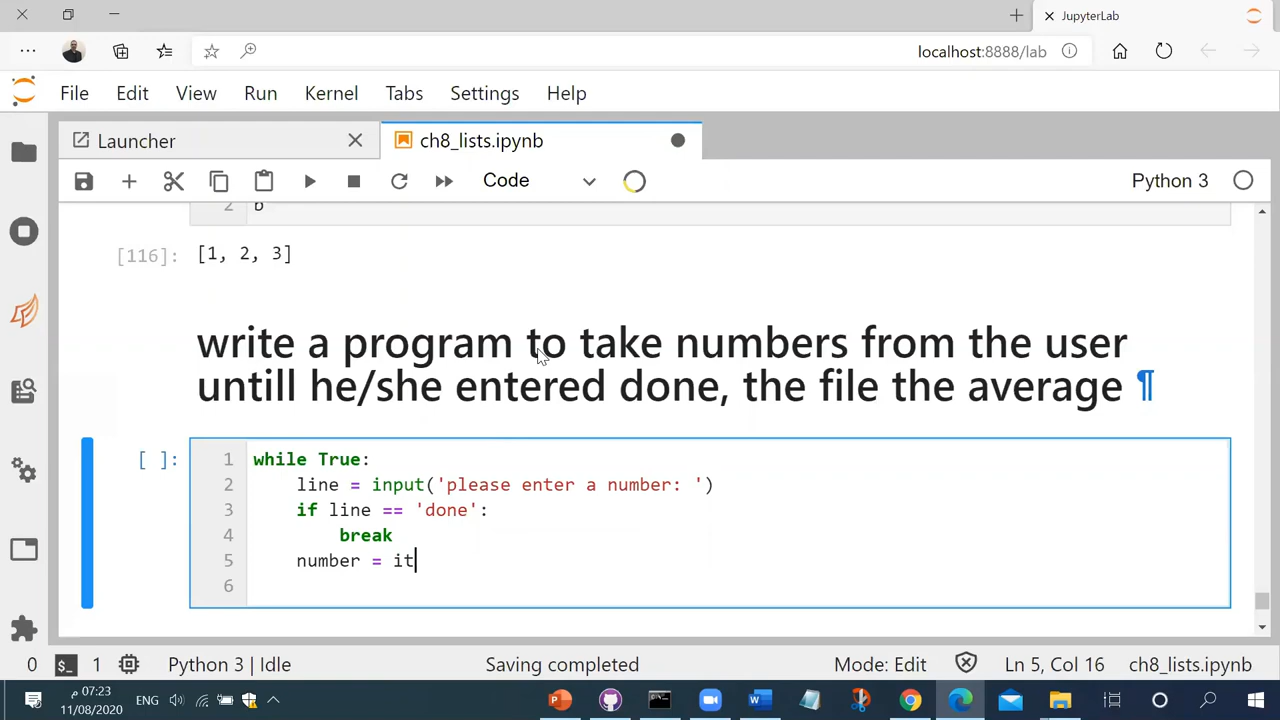 JupyterLab
localhost:8888/lab
File Edit View Run Kernel Tabs Settings Help
Launcher
ch8_lists.ipynb
Code
Python 3
2 b
[116]: [1, 2, 3]
write a program to take numbers from the user
untill he/she entered done, the file the average ¶
[ ]: 1 while True:
2 line = input('please enter a number: ')
3 if line == 'done':
4 break
5 number = it
6
0 1 Python 3 | Idle Saving completed Mode: Edit Ln 5, Col 16 ch8_lists.ipynb
07:23 م
ENG
11/08/2020